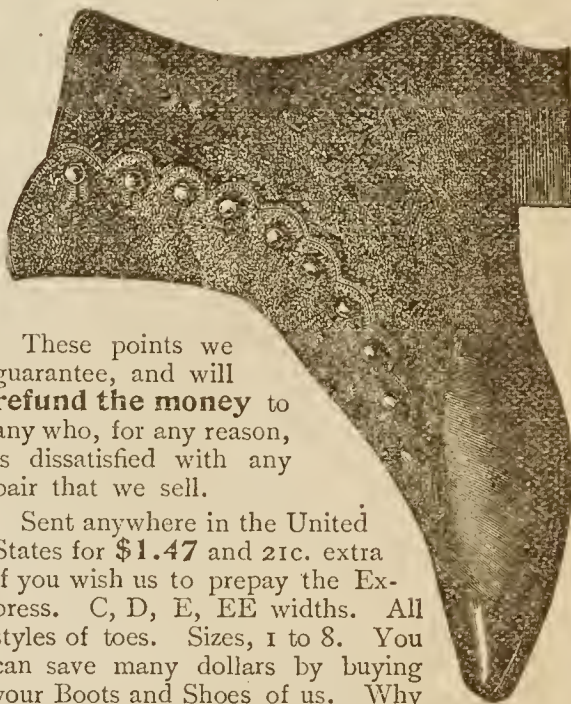 These points we
guarantee, and will
refund the money to
any who, for any reason,
is dissatisfied with any
pair that we sell.
Sent anywhere in the United
States for $1.47 and 21c. extra
if you wish us to prepay the Ex-
press. C, D, E, EE widths. All
styles of toes. Sizes, 1 to 8. You
can save many dollars by buying
your Boots and Shoes of us. Why